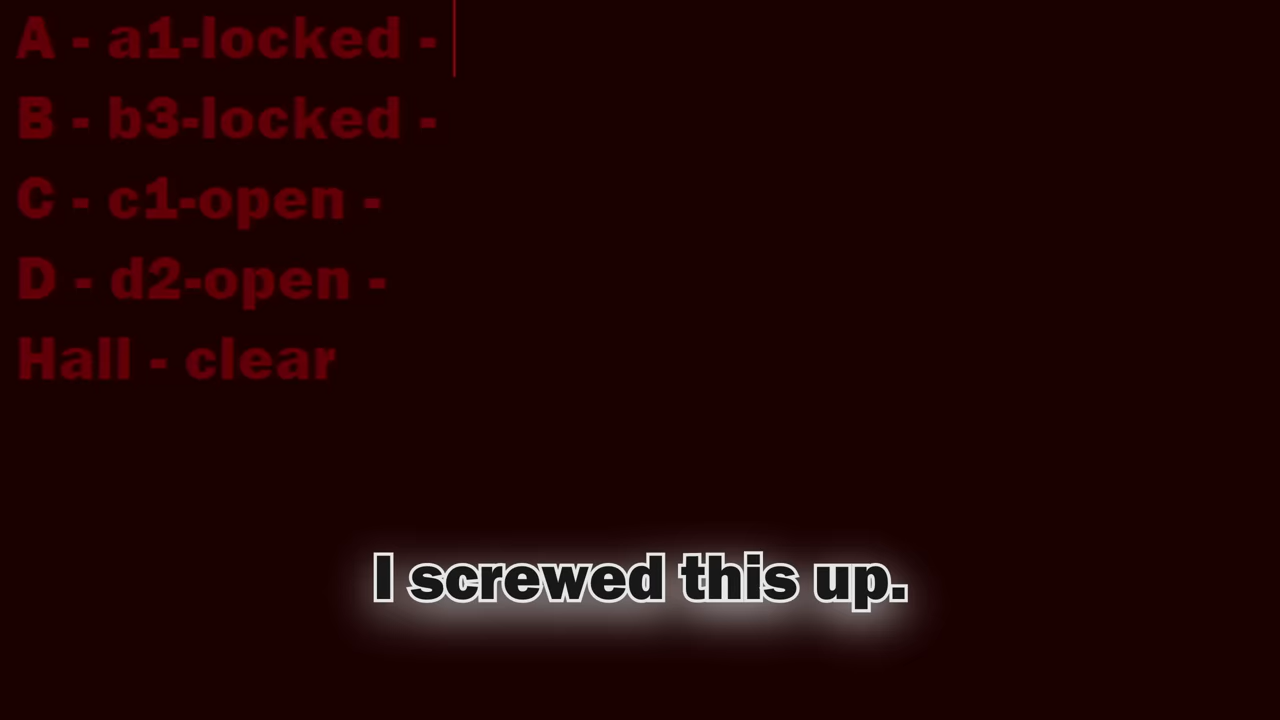 A - a1-locked -
B - b3-locked -
C - c1-open -
D - d2-open -
Hall - clear
I screwed this up.